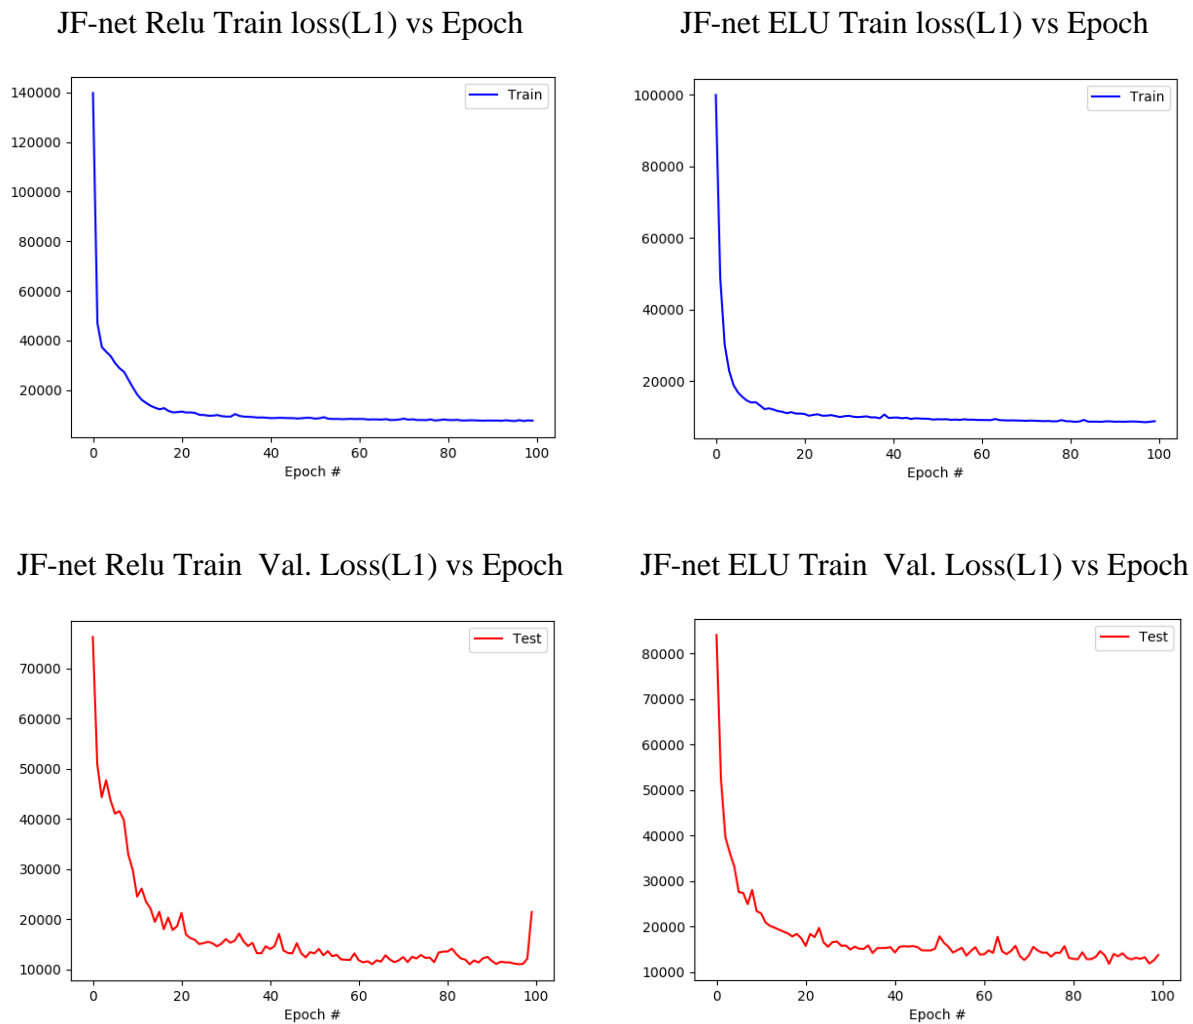 JF-net Relu Train loss(L1) vs Epoch
Train
140000
120000
100000
80000
60000
40000
20000
0 20 40 60 80 100
Epoch #
JF-net ELU Train loss(L1) vs Epoch
Train
100000
80000
60000
40000
20000
0 20 40 60 80 100
Epoch #
JF-net Relu Train Val. Loss(L1) vs Epoch
Test
70000
60000
50000
40000
30000
20000
10000
0 20 40 60 80 100
Epoch #
JF-net ELU Train Val. Loss(L1) vs Epoch
Test
80000
70000
60000
50000
40000
30000
20000
10000
0 20 40 60 80 100
Epoch #